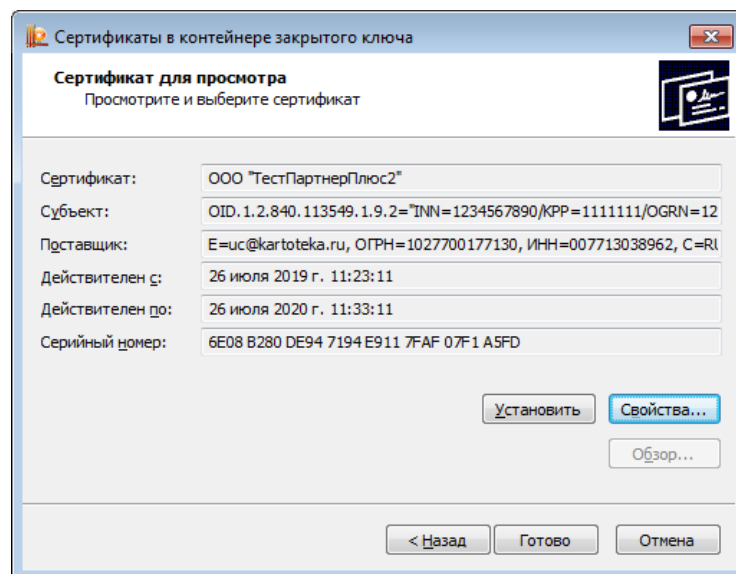 Сертификаты в контейнере закрытого ключа
Сертификат для просмотра
Просмотрите и выберите сертификат
Сертификат: ООО "ТестПартнерПлюс2"
Субъект: OID.1.2.840.113549.1.9.2="INN=1234567890/KPP=1111111/OGRN=12
Поставщик: E=uc@kartoteka.ru, ОГРН=1027700177130, ИНН=007713038962, C=RU
Действителен с: 26 июля 2019 г. 11:23:11
Действителен по: 26 июля 2020 г. 11:33:11
Серийный номер: 6E08 B280 DE94 7194 E911 7FAF 07F1 A5FD
Установить Свойства...
Обзор...
< Назад Готово Отмена